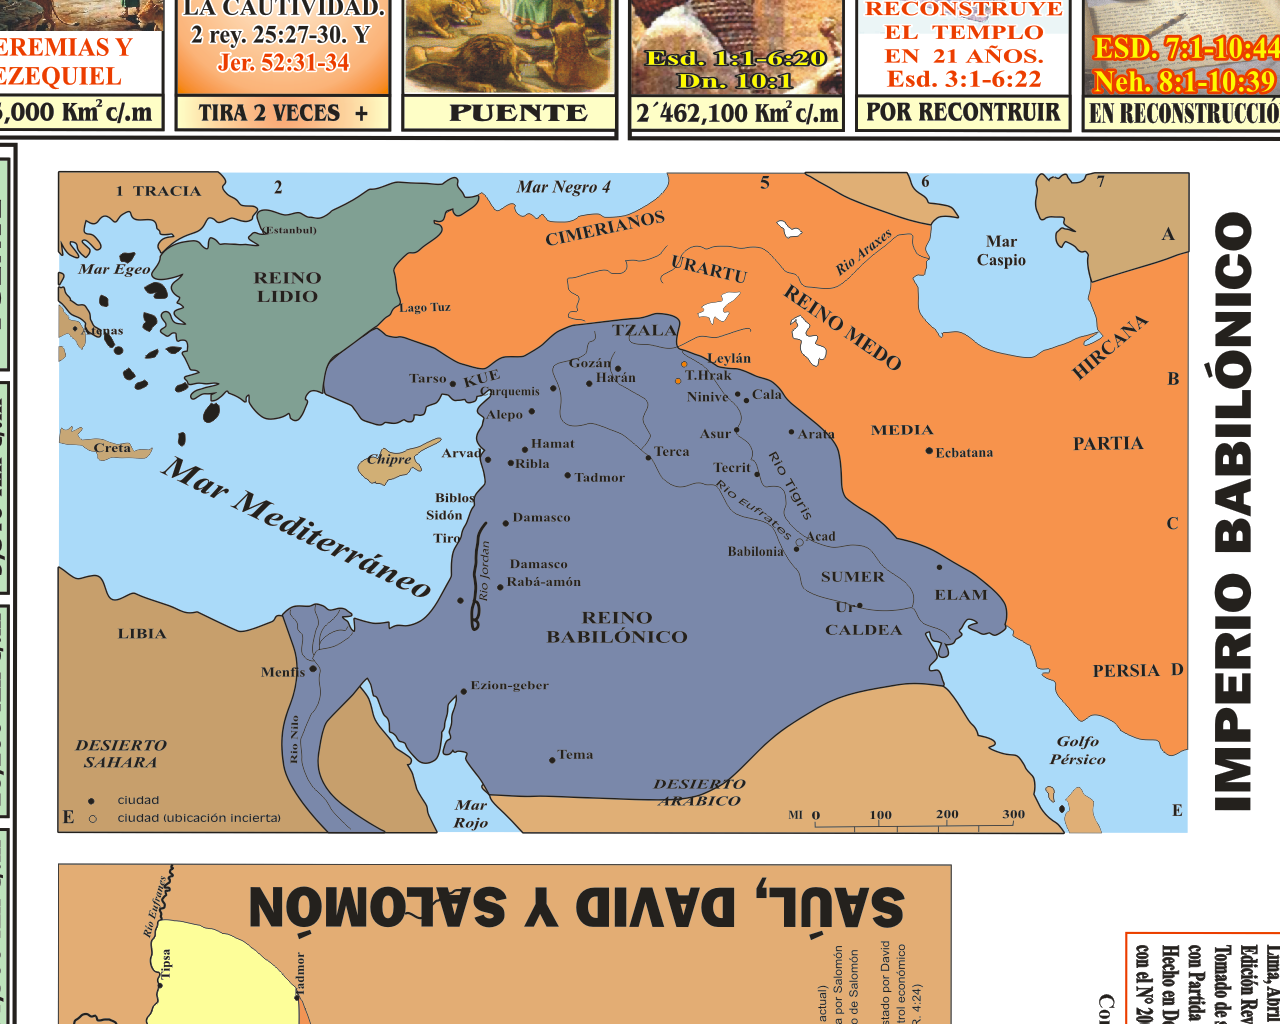 EREMIAS Y
EZEQUIEL
5,000 Km² c/.m
LA CAUTIVIDAD.
2 rey. 25:27-30. Y
Jer. 52:31-34
TIRA 2 VECES +
PUENTE
Esd. 1:1-6:20
Dn. 10:1
2´462,100 Km² c/.m
RECONSTRUYE
EL TEMPLO
EN 21 AÑOS.
Esd. 3:1-6:22
POR RECONTRUIR
ESD. 7:1-10:44
Neh. 8:1-10:39
EN RECONSTRUCCIÓ
1 TRACIA
2
Mar Negro 4
5
6
7
A
(Estanbul)
CIMERIANOS
Rio Araxes
Mar
Caspio
Mar Egeo
REINO
LIDIO
URARTU
REINO MEDO
Lago Tuz
HIRCANA
Atenas
TZALA
B
Gozán
Leylán
Tarso
KUE
Carquemis
Harán
T.Hrak
Ninive
Cala
Alepo
Asur
Arata
MEDIA
PARTIA
Creta
Chipre
Hamat
Arvad
Ribla
Terca
Ecbatana
Tecrit
Rio Tigris
Tadmor
Mar Mediterráneo
Biblos
Rio Eufrates
Sidón
Damasco
C
Tiro
Acad
Babilonia
Rio Jordan
Damasco
Rabá-amón
SUMER
ELAM
Ur
REINO
BABILÓNICO
CALDEA
LIBIA
Menfis
PERSIA D
Ezion-geber
Rio Nilo
DESIERTO
SAHARA
Golfo
Pérsico
Tema
DESIERTO
ARABICO
ciudad
ciudad (ubicación incierta)
E
Mar
Rojo
MI 0 100 200 300
E
IMPERIO BABILÓNICO
SAÚL, DAVID Y SALOMÓN
Rio Eufrates
Tipsa
Tadmor
actual)
a por Salomón
o de Salomón
stado por David
trol económico
R. 4:24)
Lima, Abril
Edición Rev
Tomado de s
con Partida
Hecho en De
con el N° 20
Co